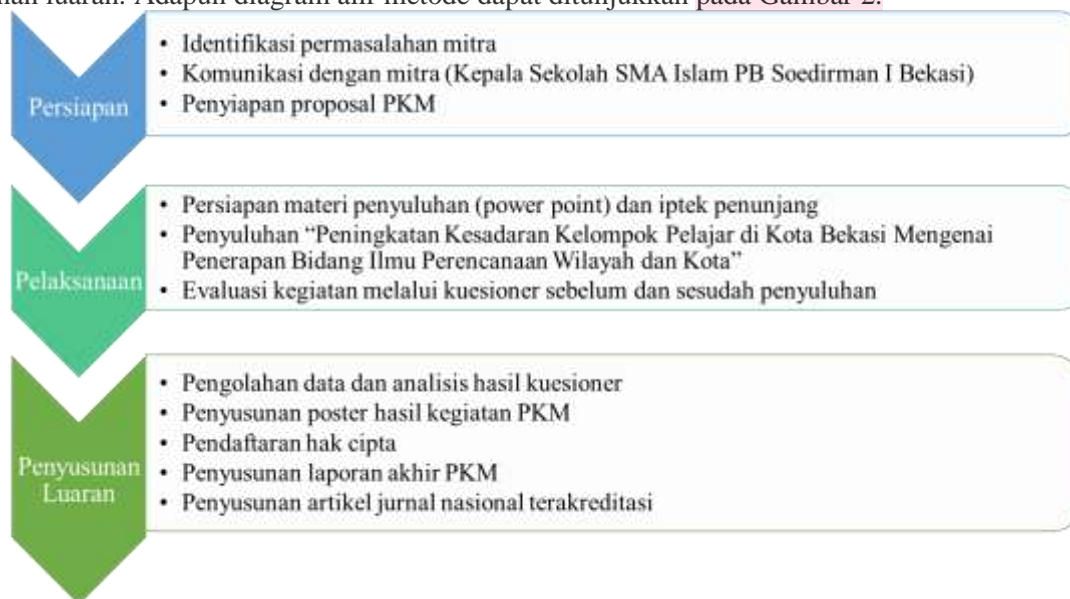 luaran. Adapun diagram alir metode dapat ditunjukkan pada Gambar 2.
Persiapan
• Identifikasi permasalahan mitra
• Komunikasi dengan mitra (Kepala Sekolah SMA Islam PB Soedirman I Bekasi)
• Penyiapan proposal PKM
Pelaksanaan
• Persiapan materi penyuluhan (power point) dan iptek penunjang
• Penyuluhan “Peningkatan Kesadaran Kelompok Pelajar di Kota Bekasi Mengenai
Penerapan Bidang Ilmu Perencanaan Wilayah dan Kota”
• Evaluasi kegiatan melalui kuesioner sebelum dan sesudah penyuluhan
Penyusunan
Luaran
• Pengolahan data dan analisis hasil kuesioner
• Penyusunan poster hasil kegiatan PKM
• Pendaftaran hak cipta
• Penyusunan laporan akhir PKM
• Penyusunan artikel jurnal nasional terakreditasi